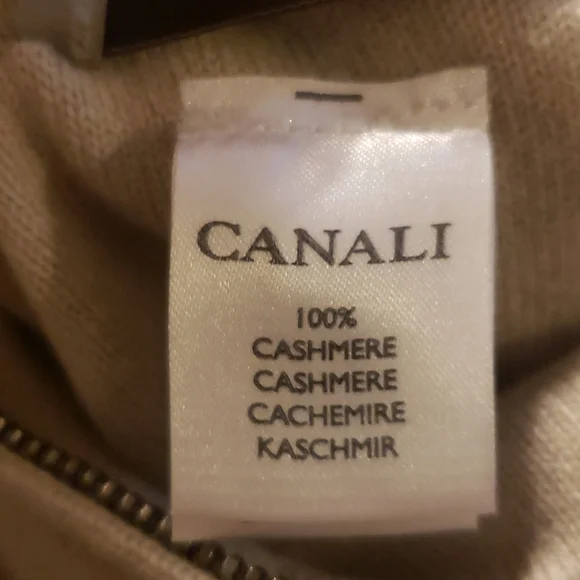 CANALI
100%
CASHMERE
CASHMERE
CACHEMIRE
KASCHMIR